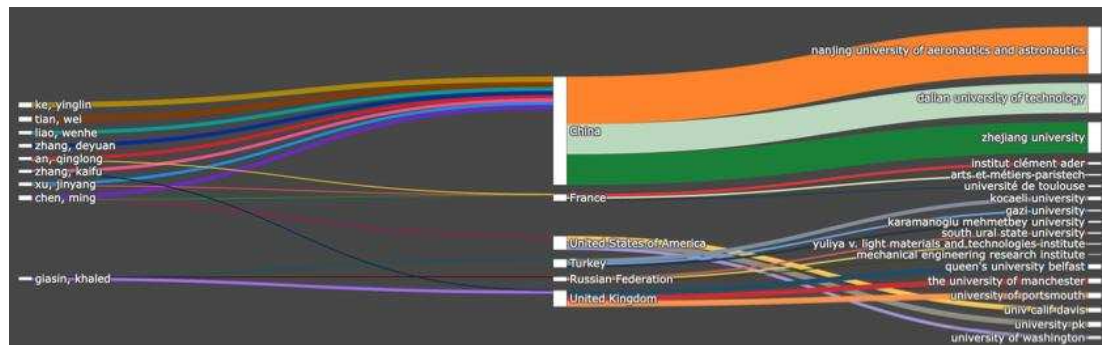 ke, yinglin
tian, wei
liao, wenhe
zhang, deyuan
an, qinglong
zhang, kaifu
xu, jinyang
chen, ming
giasin, khaled
China
France
United States of America
Turkey
Russian Federation
United Kingdom
nanjing university of aeronautics and astronautics
dalian university of technology
zhejiang university
institut clément ader
arts et métiers paristech
université de toulouse
kocaeli university
gazi university
karamanoglu mehmetbey university
south ural state university
yuliya v. light materials and technologies institute
mechanical engineering research institute
queen's university belfast
the university of manchester
university of portsmouth
univ calif davis
university pk
university of washington